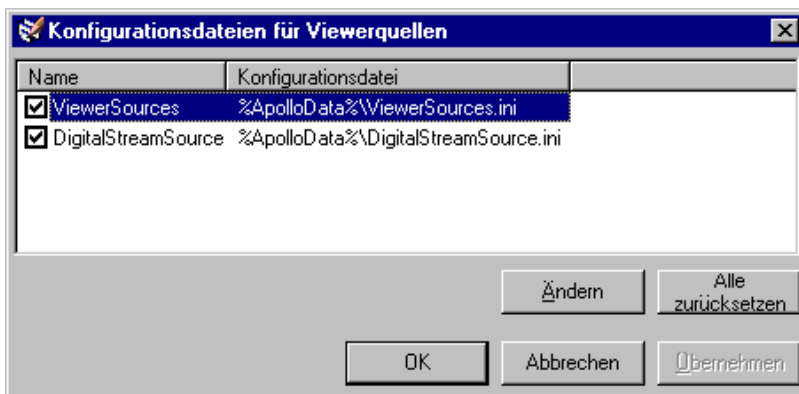 Konfigurationsdateien für Viewerquellen
Name Konfigurationsdatei
ViewerSources %ApolloData%\ViewerSources.ini
DigitalStreamSource %ApolloData%\DigitalStreamSource.ini
Ändern
Alle
zurücksetzen
OK
Abbrechen
Übernehmen